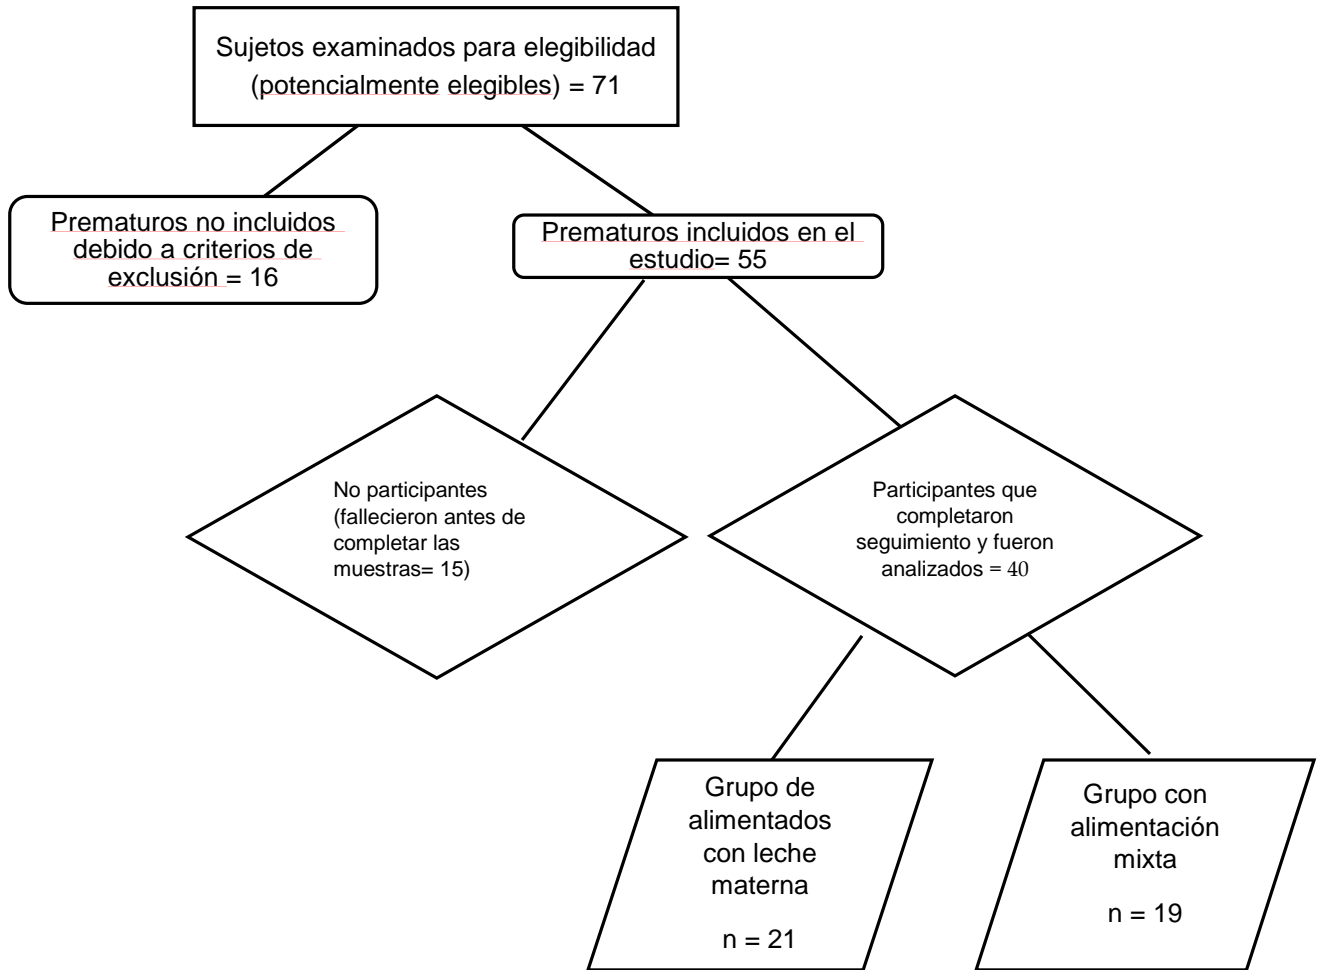 Sujetos examinados para elegibilidad
(potencialmente elegibles) = 71
Prematuros no incluidos
debido a criterios de
exclusión = 16
Prematuros incluidos en el
estudio= 55
No participantes
(fallecieron antes de
completar las
muestras= 15)
Participantes que
completaron
seguimiento y fueron
analizados = 40
Grupo de
alimentados
con leche
materna
n = 21
Grupo con
alimentación
mixta
n = 19